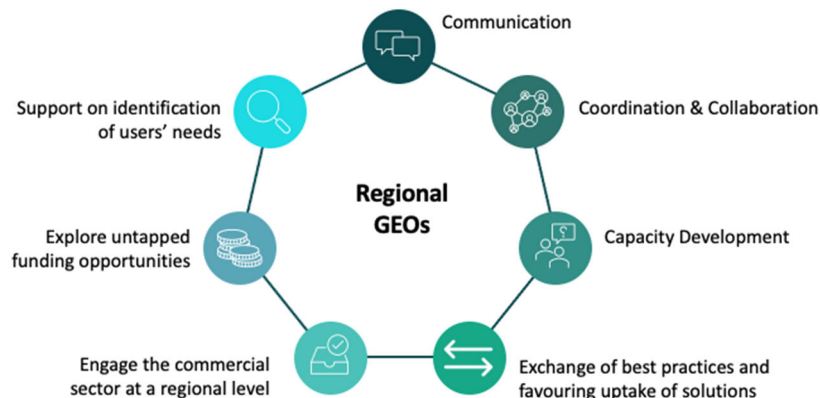 Communication
Support on identification
of users' needs
Coordination & Collaboration
Regional
GEOs
Explore untapped
funding opportunities
Capacity Development
Engage the commercial
sector at a regional level
Exchange of best practices and
favouring uptake of solutions